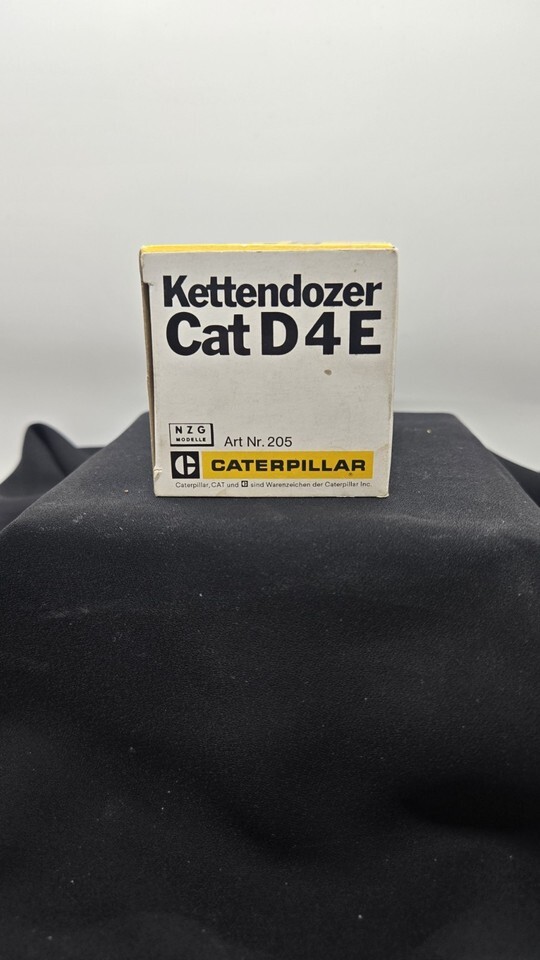 Kettendozer
Cat D4E
NZG
MODELLE
Art Nr. 205
C CATERPILLAR
Caterpillar, CAT und C sind Warenzeichen der Caterpillar Inc.